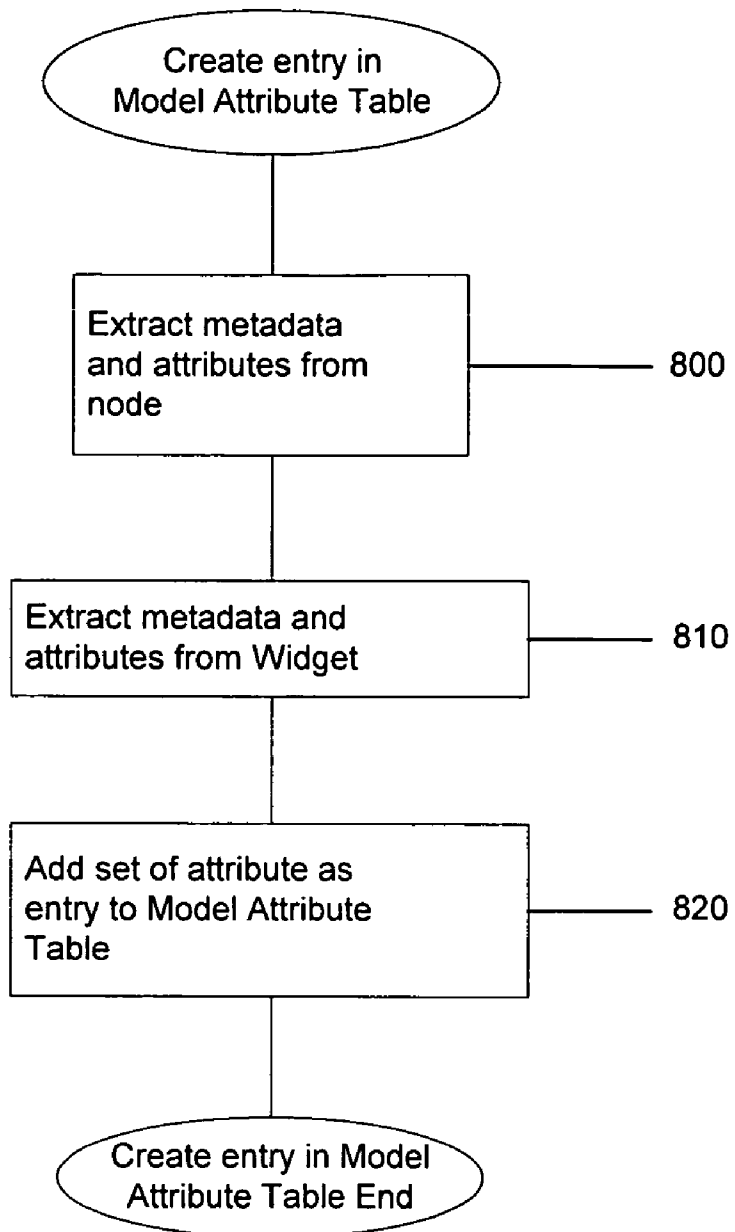 Create entry in
Model Attribute Table
Extract metadata
and attributes from
node
800
Extract metadata and
attributes from Widget
810
Add set of attribute as
entry to Model Attribute
Table
820
Create entry in Model
Attribute Table End